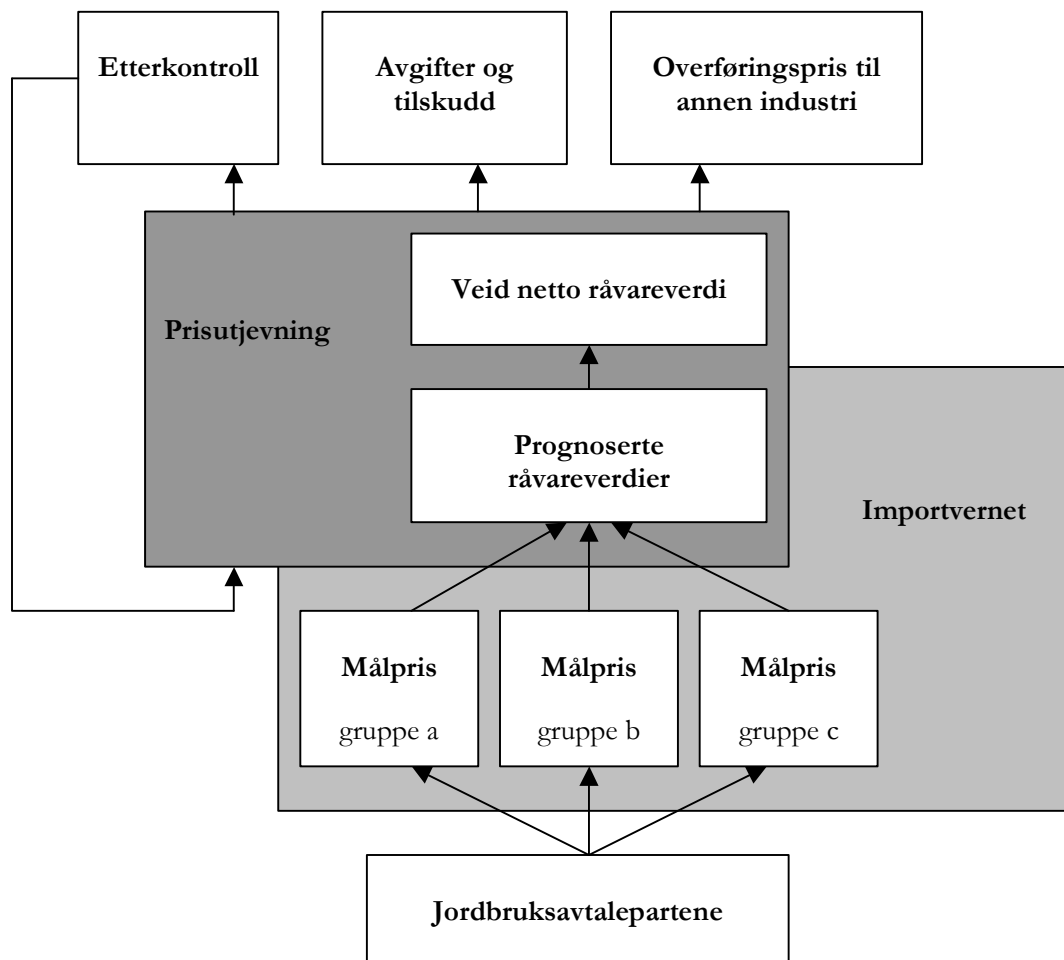 Etterkontroll
Avgifter og
tilskudd
Overføringspris til
annen industri
Veid netto råvareverdi
Prisutjevning
Prognoserte
råvareverdier
Importvernet
Målpris
gruppe a
Målpris
gruppe b
Målpris
gruppe c
Jordbruksavtalepartene